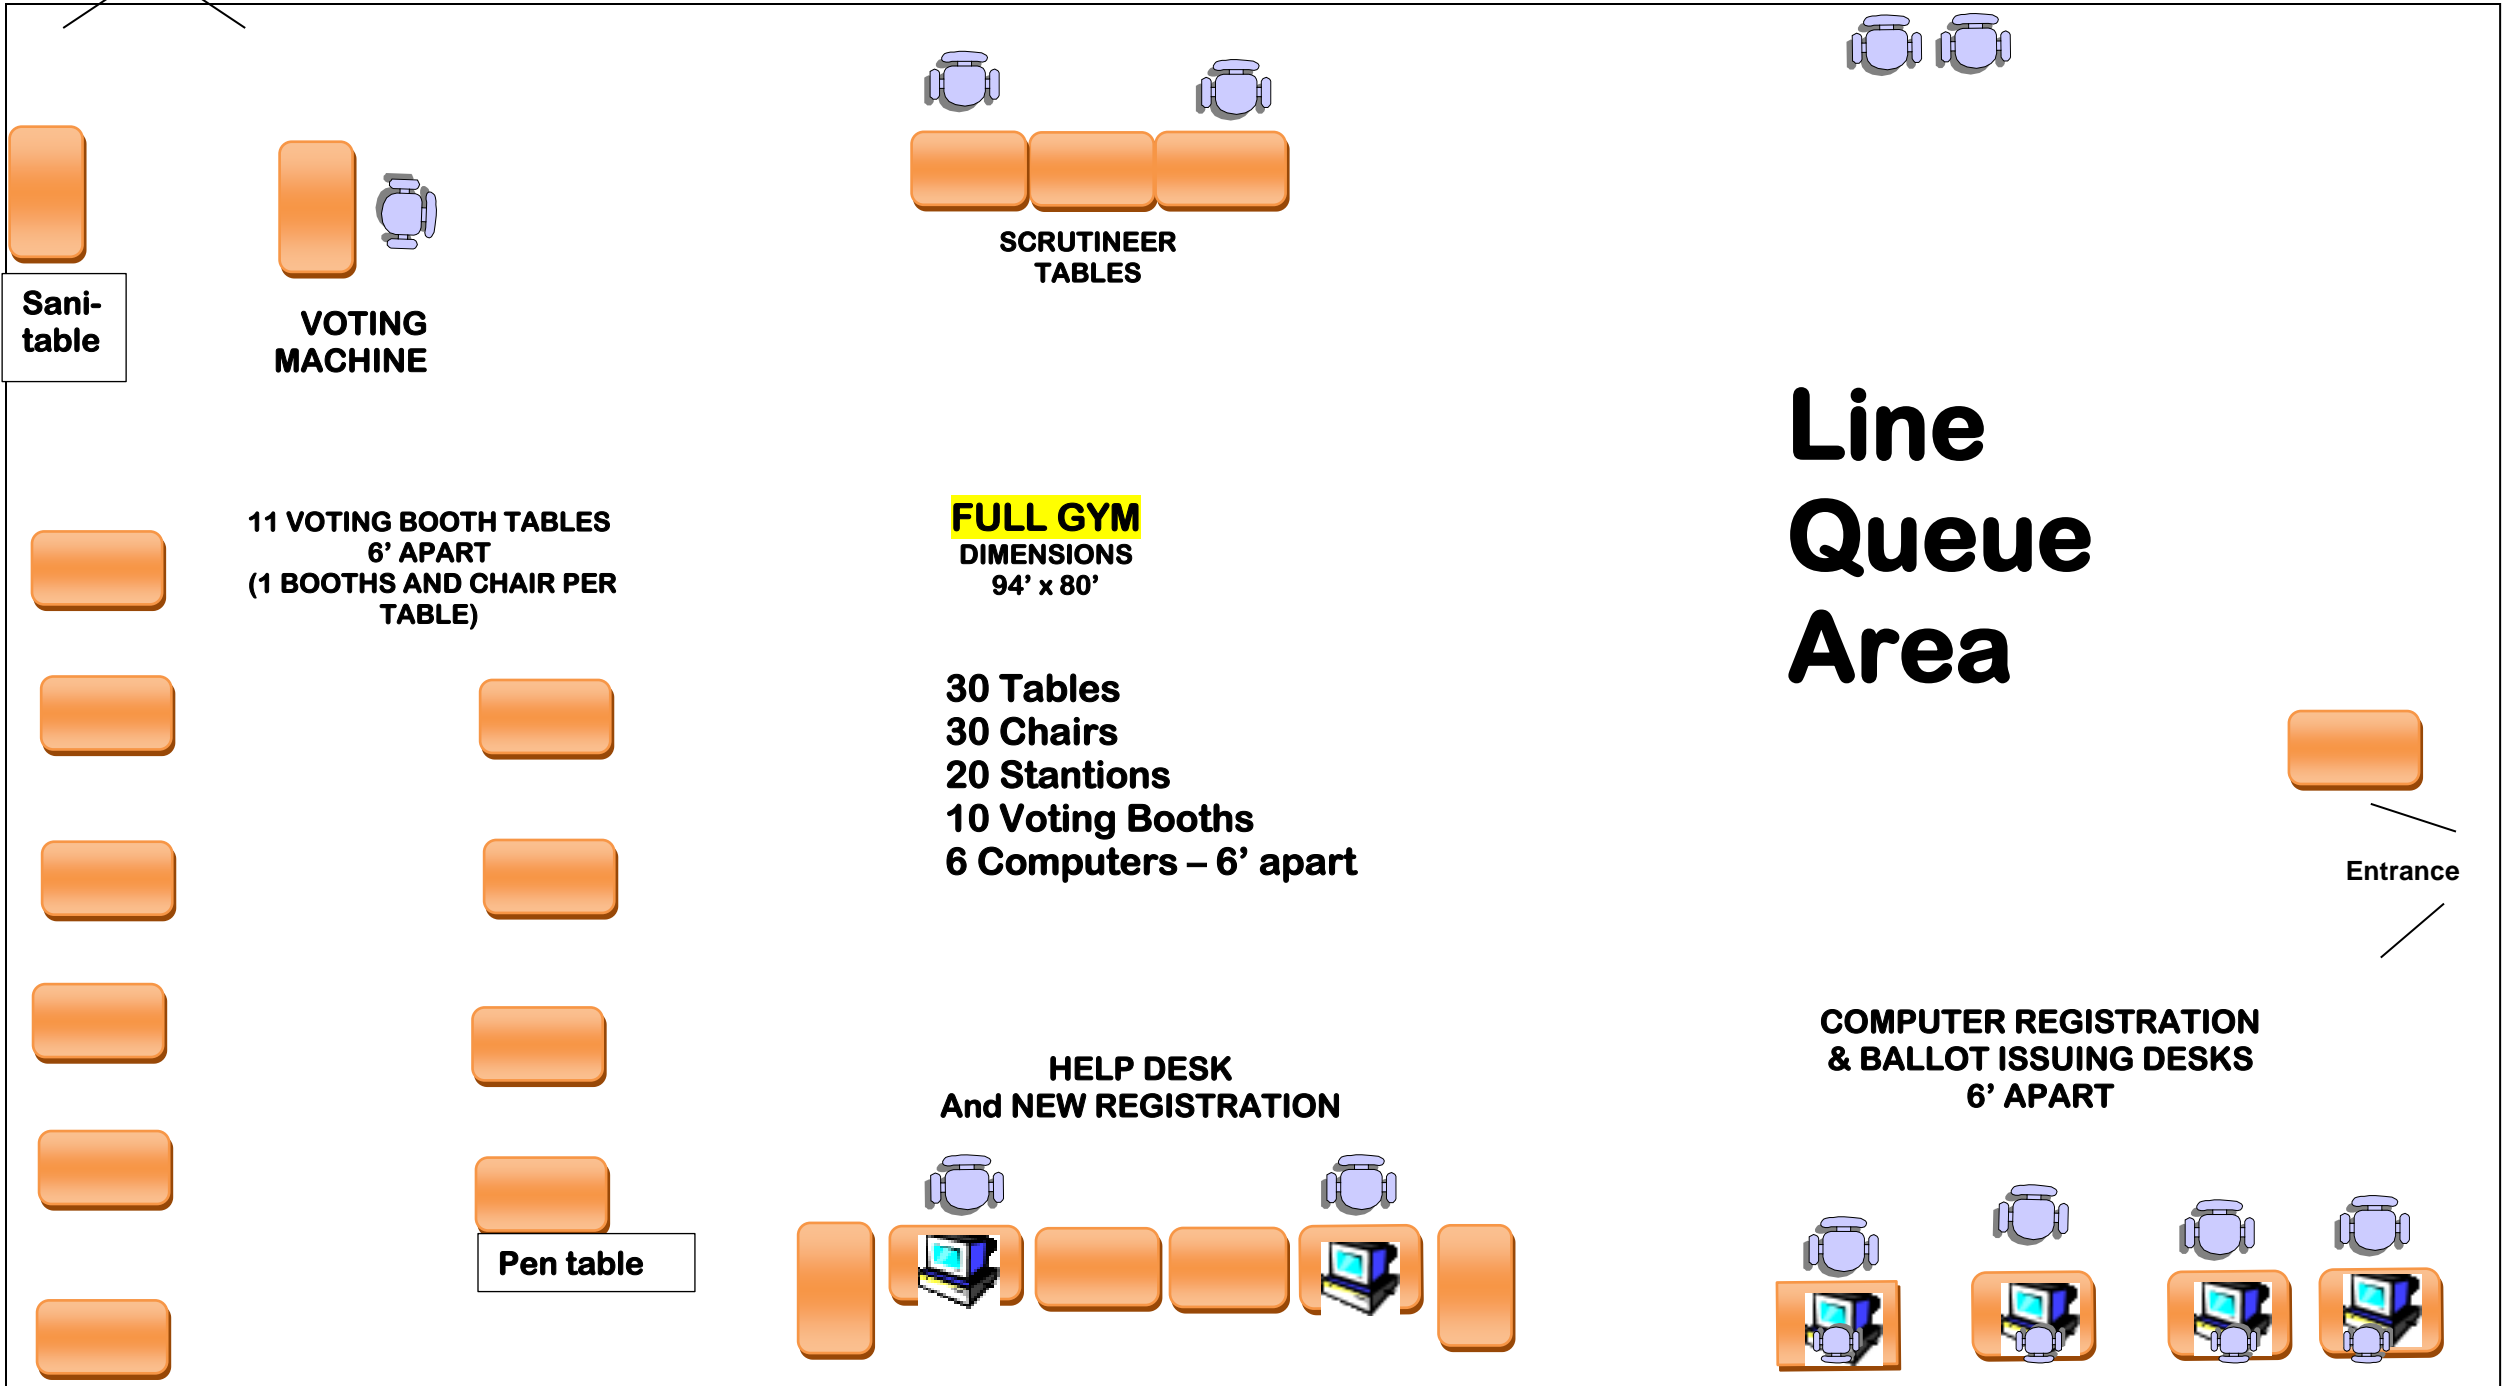 SCRUTINEER
TABLES
Sani-
table
VOTING
MACHINE
Line
Queue
Area
11 VOTING BOOTH TABLES
6’ APART
(1 BOOTHS AND CHAIR PER
TABLE)
FULL GYM
DIMENSIONS
94’ x 80’
30 Tables
30 Chairs
20 Stantions
10 Voting Booths
6 Computers – 6’ apart
Entrance
COMPUTER REGISTRATION
& BALLOT ISSUING DESKS
6’ APART
HELP DESK
And NEW REGISTRATION
Pen table